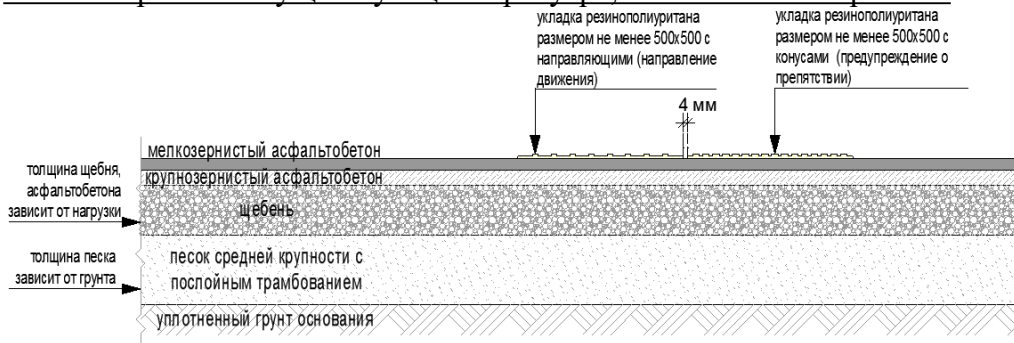 укладка резинополиуритана
размером не менее 500х500 с
направляющими (направление
движения)
укладка резинополиуритана
размером не менее 500х500 с
конусами (предупреждение о
препятствии)
4 мм
мелкозернистый асфальтобетон
крупнозернистый асфальтобетон
щебень
толщина щебня,
асфальтобетона
зависит от нагрузки
песок средней крупности с
послойным трамбованием
толщина песка
зависит от грунта
уплотненный грунт основания